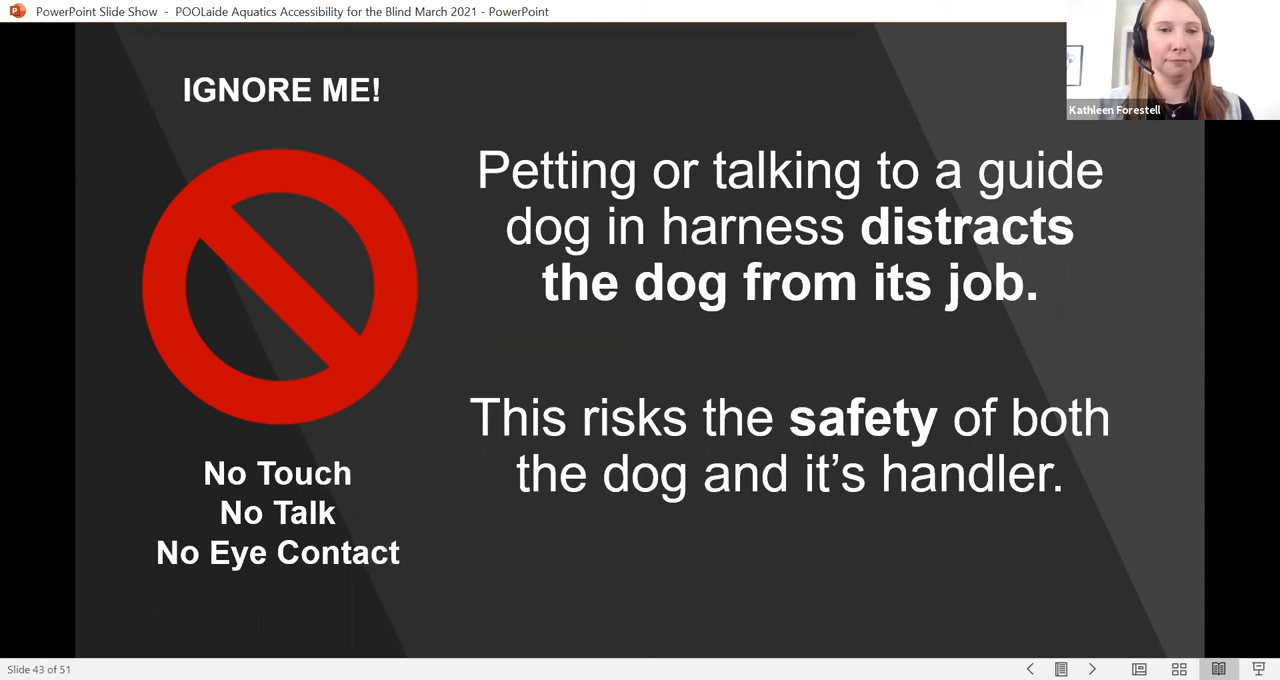 PowerPoint Slide Show - POOLaide Aquatics Accessibility for the Blind March 2021 - PowerPoint
Kathleen Forestell
IGNORE ME!
No Touch
No Talk
No Eye Contact
Petting or talking to a guide
dog in harness distracts
the dog from its job.
This risks the safety of both
the dog and it’s handler.
Slide 43 of 51